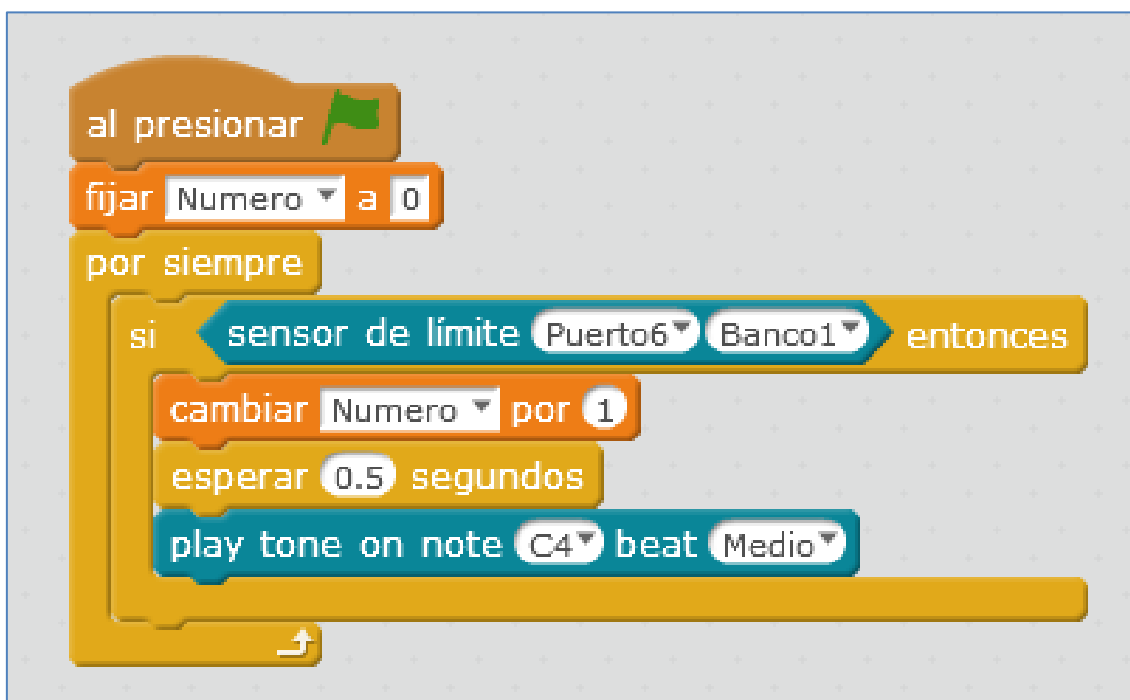 al presionar
fijar Numero a 0
por siempre
si sensor de límite Puerto6 Banco1 entonces
cambiar Numero por 1
esperar 0.5 segundos
play tone on note C4 beat Medio